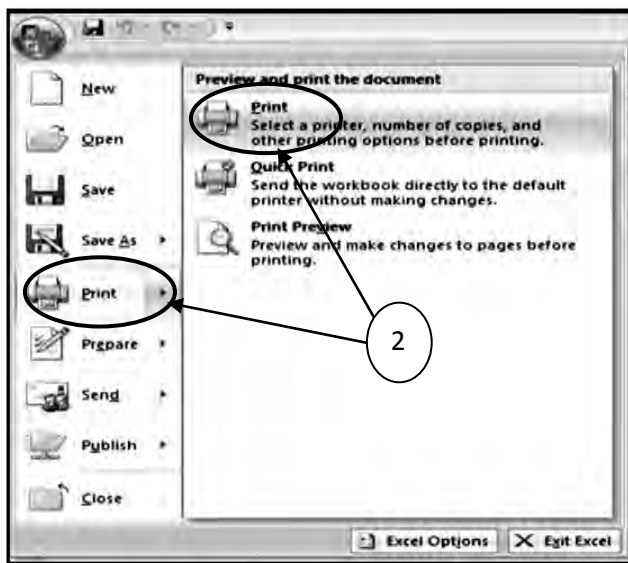 New
Open
Save
Save As
Print
Prepare
Send
Publish
Close
Preview and print the document
Print
Select a printer, number of copies, and
other printing options before printing.
Quick Print
Send the workbook directly to the default
printer without making changes.
Print Preview
Preview and make changes to pages before
printing.
2
Excel Options
Exit Excel